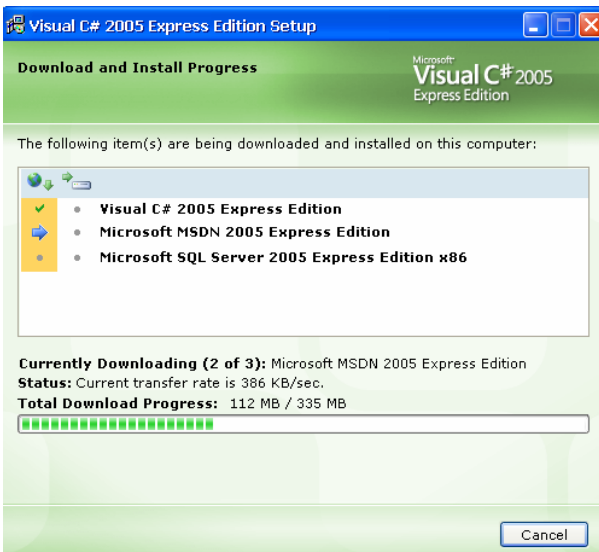 Visual C# 2005 Express Edition Setup
Download and Install Progress
Microsoft
Visual C# 2005
Express Edition
The following item(s) are being downloaded and installed on this computer:
Visual C# 2005 Express Edition
Microsoft MSDN 2005 Express Edition
Microsoft SQL Server 2005 Express Edition x86
Currently Downloading (2 of 3): Microsoft MSDN 2005 Express Edition
Status: Current transfer rate is 386 KB/sec.
Total Download Progress: 112 MB / 335 MB
Cancel